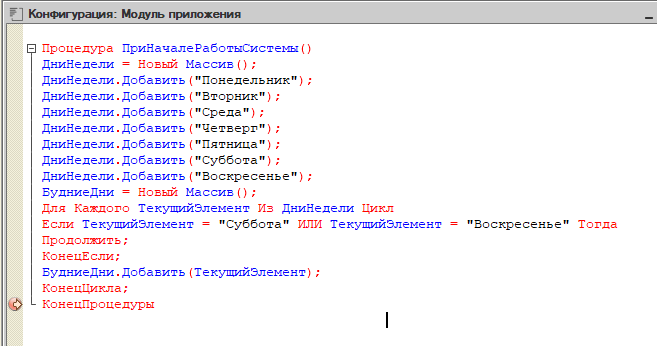 Конфигурация: Модуль приложения
Процедура ПриНачалеРаботыСистемы()
ДниНедели = Новый Массив();
ДниНедели.Добавить("Понедельник");
ДниНедели.Добавить("Вторник");
ДниНедели.Добавить("Среда");
ДниНедели.Добавить("Четверг");
ДниНедели.Добавить("Пятница");
ДниНедели.Добавить("Суббота");
ДниНедели.Добавить("Воскресенье");
БудниеДни = Новый Массив();
Для Каждого ТекущийЭлемент Из ДниНедели Цикл
Если ТекущийЭлемент = "Суббота" ИЛИ ТекущийЭлемент = "Воскресенье" Тогда
Продолжить;
КонецЕсли;
БудниеДни.Добавить(ТекущийЭлемент);
КонецЦикла;
КонецПроцедуры